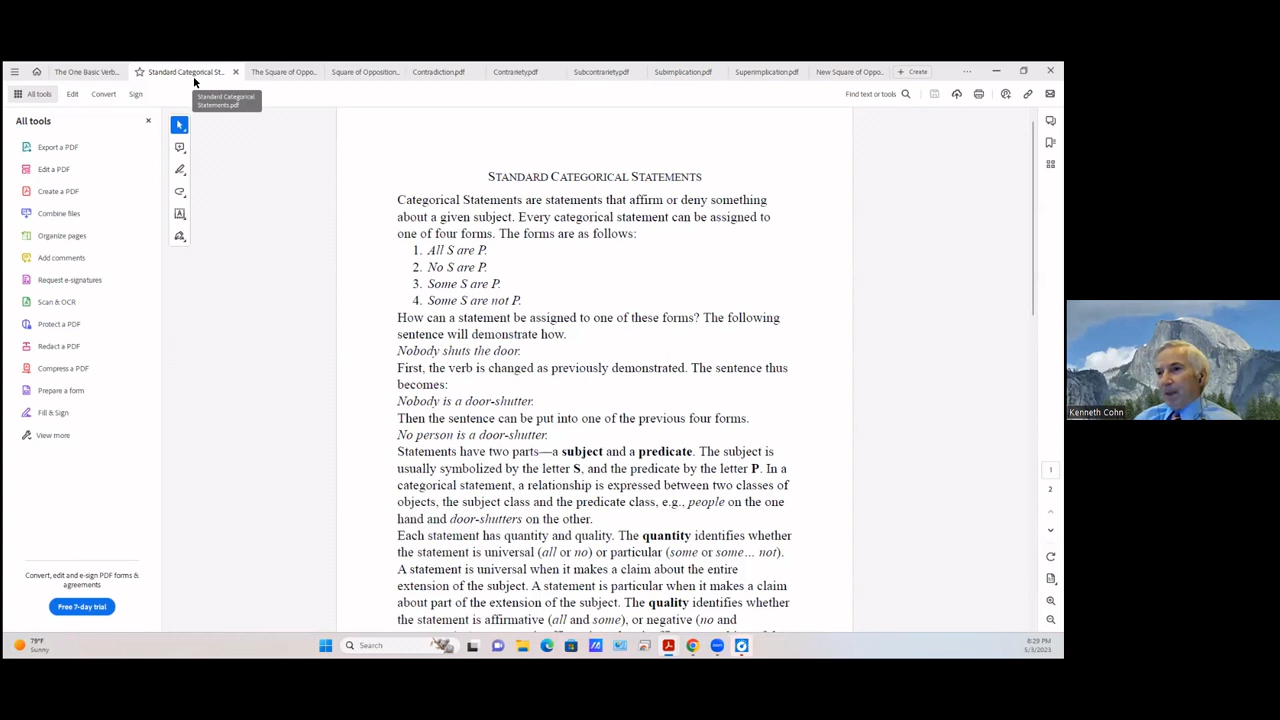 The One Basic Verb...
Standard Categorical St...
The Square of Oppo...
Square of Opposition...
Contradiction.pdf
Contrariety.pdf
Subcontrariety.pdf
Subimplication.pdf
Superimplication.pdf
New Square of Oppo...
Create
All tools
Edit
Convert
Sign
Standard Categorical
Statements.pdf
Find text or tools
All tools
Export a PDF
Edit a PDF
Create a PDF
Combine files
Organize pages
Add comments
Request e-signatures
Scan & OCR
Protect a PDF
Redact a PDF
Compress a PDF
Prepare a form
Fill & Sign
View more
Convert, edit and e-sign PDF forms &
agreements
Free 7-day trial
STANDARD CATEGORICAL STATEMENTS
Categorical Statements are statements that affirm or deny something
about a given subject. Every categorical statement can be assigned to
one of four forms. The forms are as follows:
1. All S are P.
2. No S are P.
3. Some S are P.
4. Some S are not P.
How can a statement be assigned to one of these forms? The following
sentence will demonstrate how.
Nobody shuts the door.
First, the verb is changed as previously demonstrated. The sentence thus
becomes:
Nobody is a door-shutter.
Then the sentence can be put into one of the previous four forms.
No person is a door-shutter.
Statements have two parts—a subject and a predicate. The subject is
usually symbolized by the letter S, and the predicate by the letter P. In a
categorical statement, a relationship is expressed between two classes of
objects, the subject class and the predicate class, e.g., people on the one
hand and door-shutters on the other.
Each statement has quantity and quality. The quantity identifies whether
the statement is universal (all or no) or particular (some or some... not).
A statement is universal when it makes a claim about the entire
extension of the subject. A statement is particular when it makes a claim
about part of the extension of the subject. The quality identifies whether
the statement is affirmative (all and some), or negative (no and
1
2
Kenneth Cohn
79°F
Sunny
Search
8:29 PM
5/3/2023